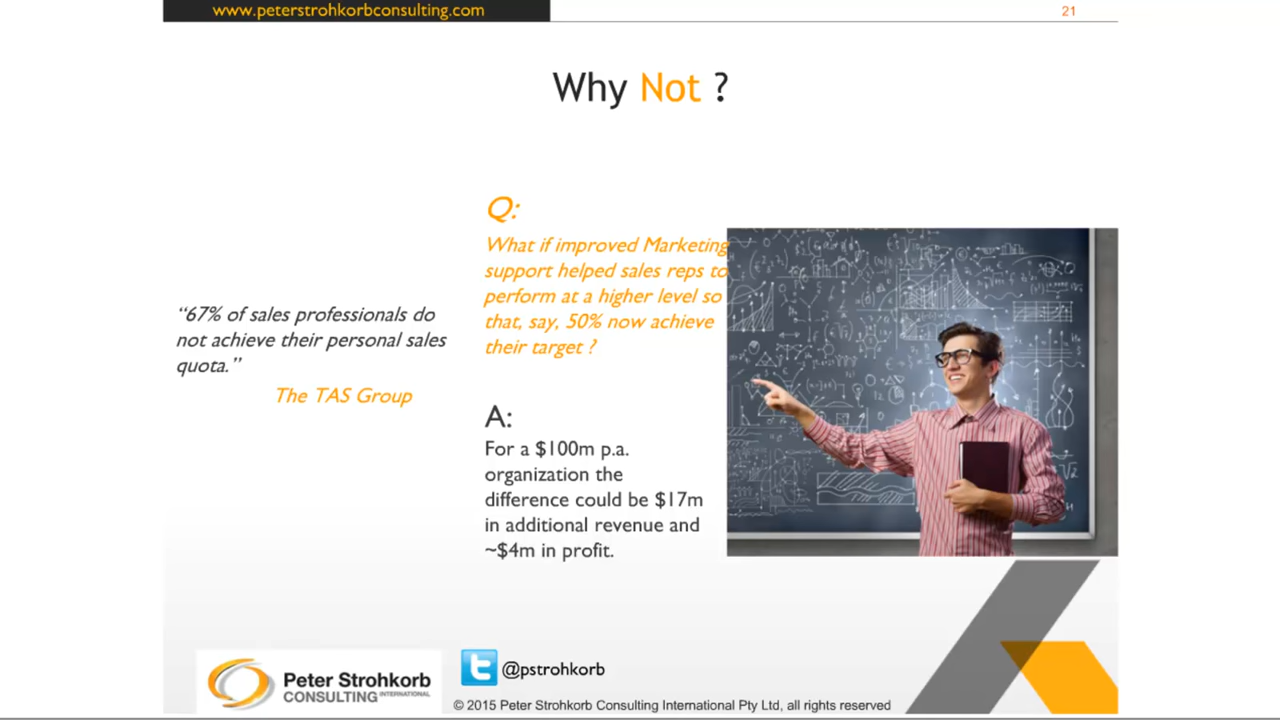 www.peterstrohkorbconsulting.com
21
Why Not ?
“67% of sales professionals do
not achieve their personal sales
quota.”
The TAS Group
Q:
What if improved Marketing
support helped sales reps to
perform at a higher level so
that, say, 50% now achieve
their target ?
A:
For a $100m p.a.
organization the
difference could be $17m
in additional revenue and
~$4m in profit.
Peter Strohkorb
CONSULTING INTERNATIONAL
@pstrohkorb
© 2015 Peter Strohkorb Consulting International Pty Ltd, all rights reserved